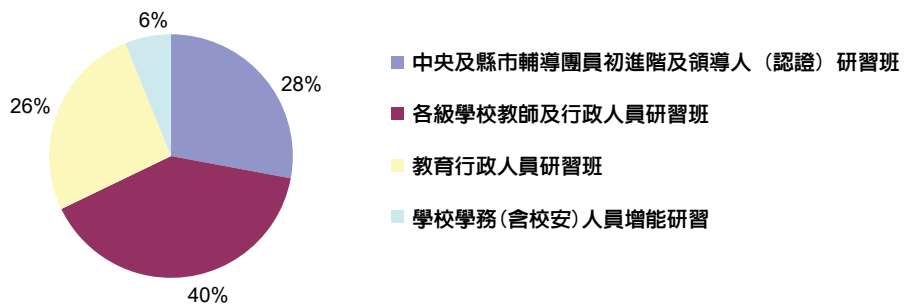 6%
28%
26%
40%
中央及縣市輔導團員初進階及領導人（認證）研習班
各級學校教師及行政人員研習班
教育行政人員研習班
學校學務(含校安)人員增能研習